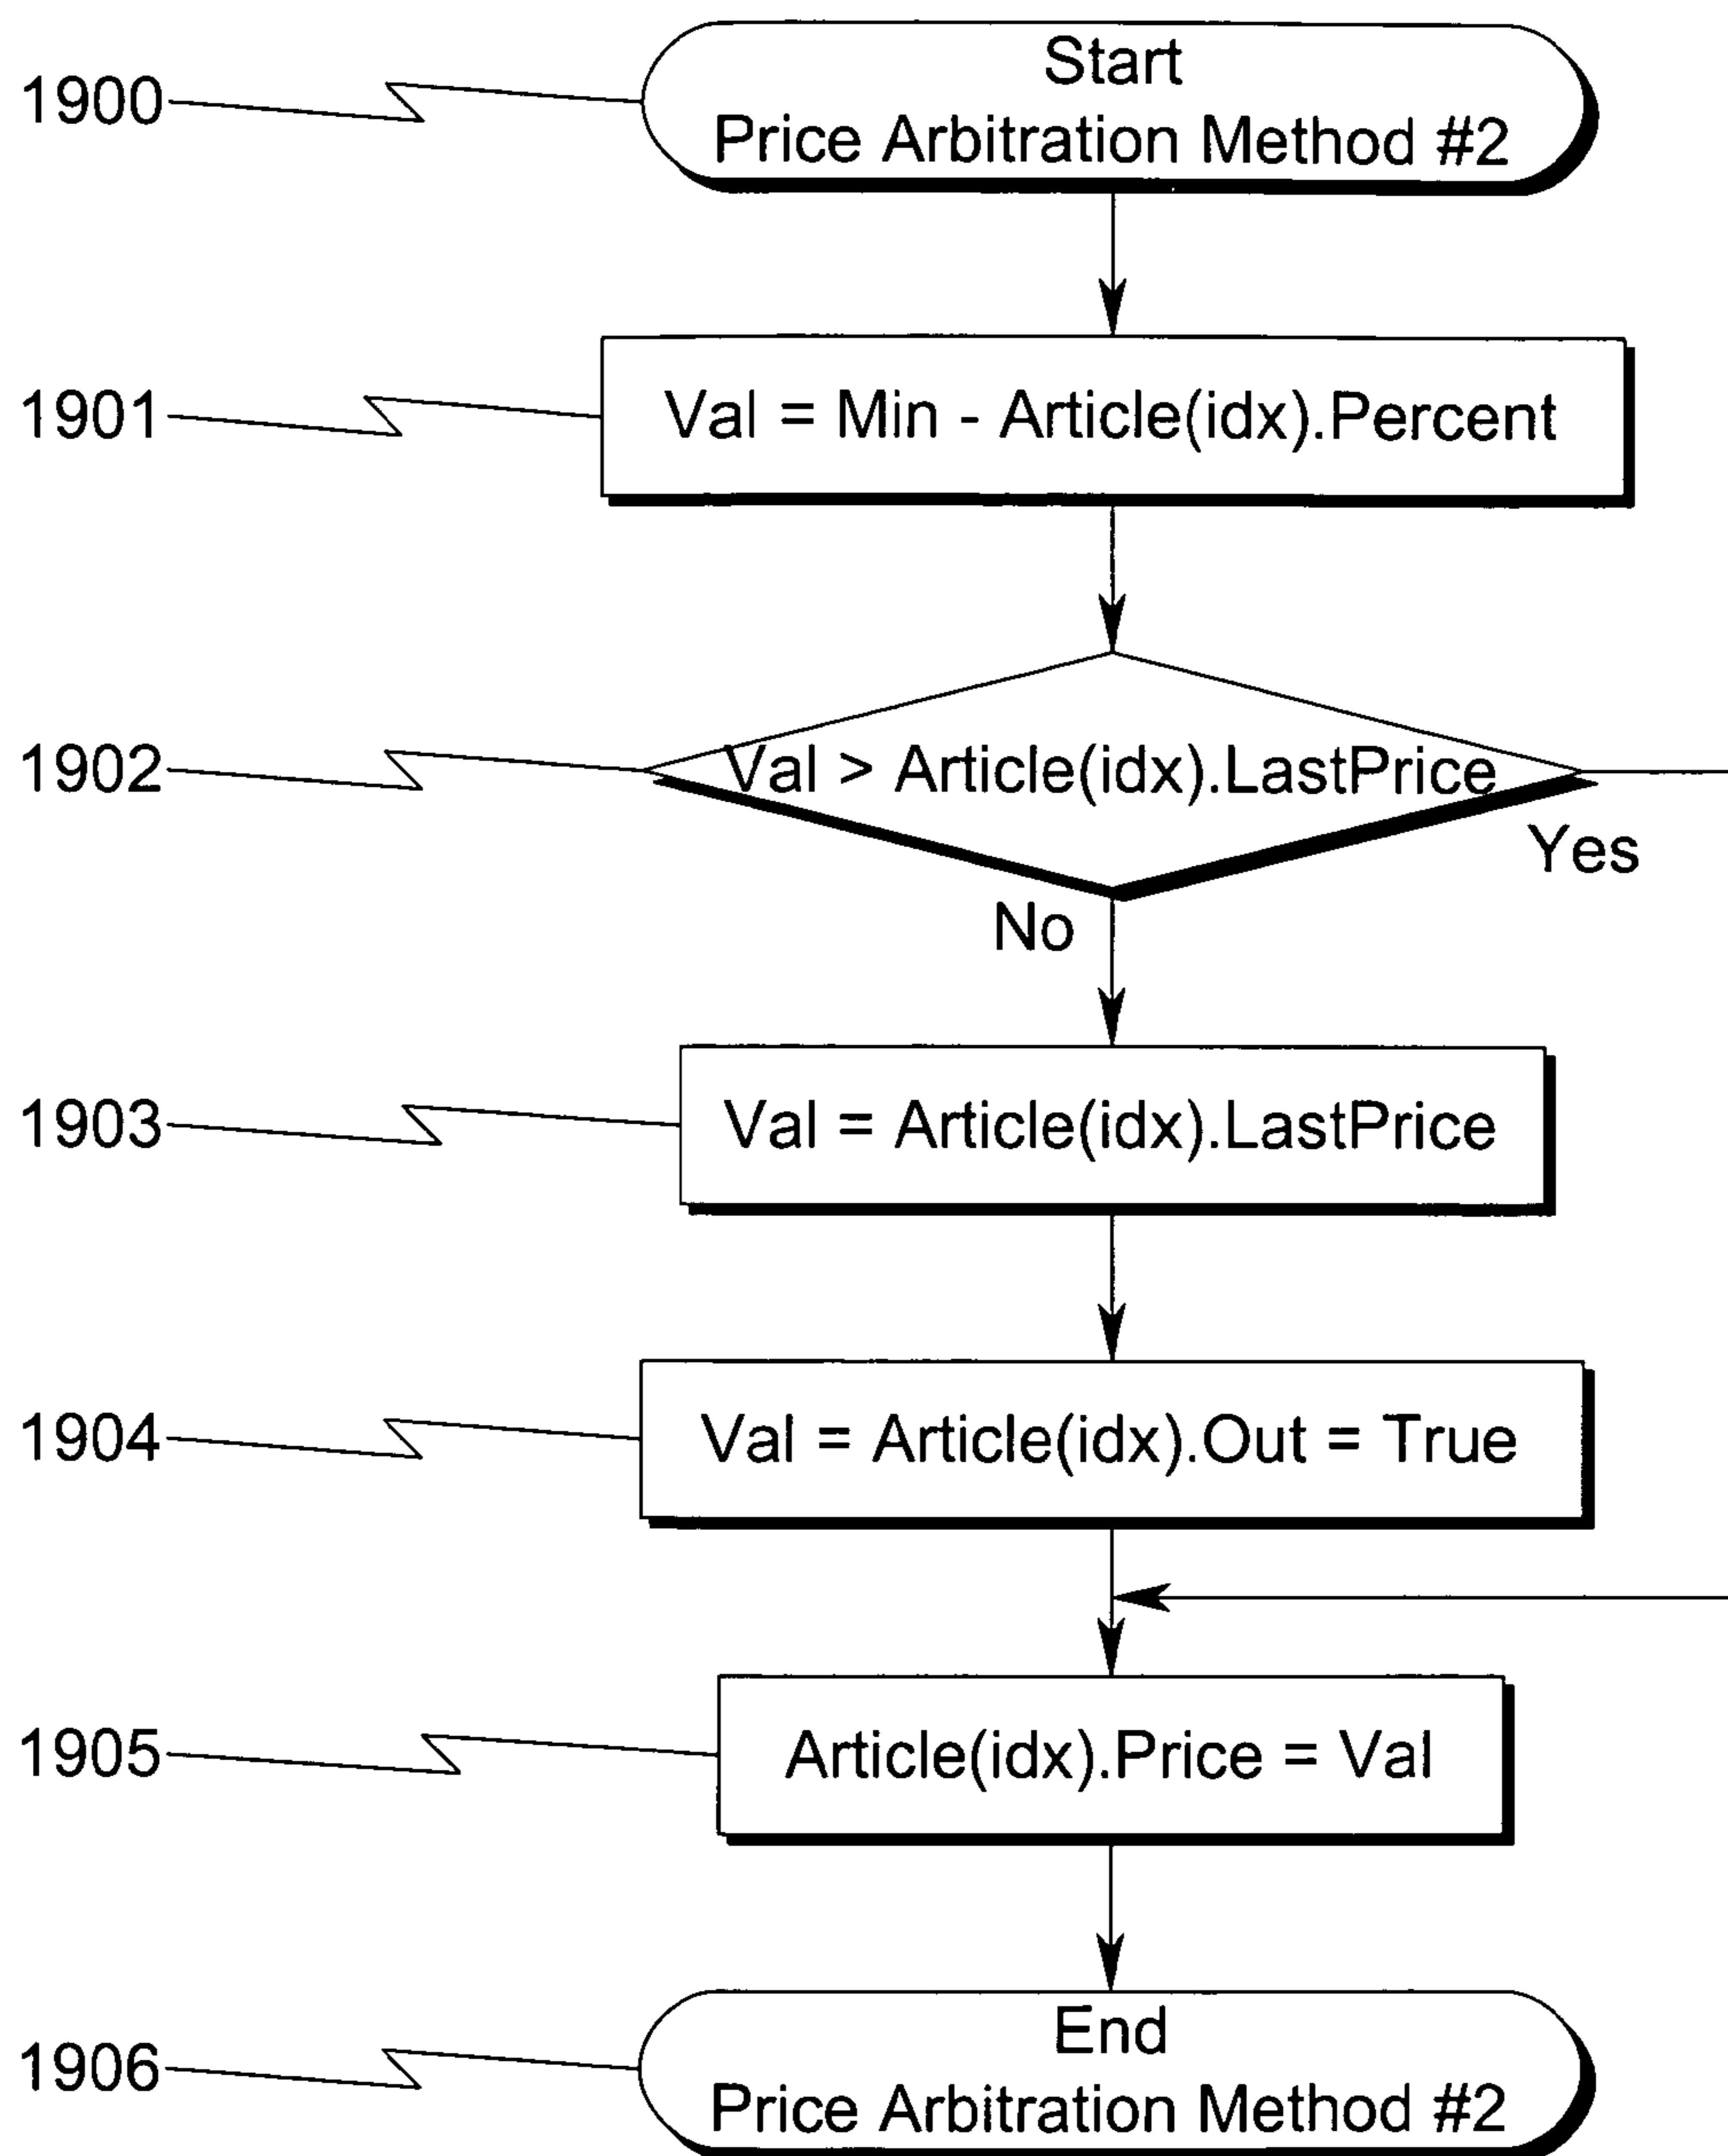 1900
Start
Price Arbitration Method #2
1901
Val = Min - Article(idx).Percent
1902
Val > Article(idx).LastPrice
Yes
No
1903
Val = Article(idx).LastPrice
1904
Val = Article(idx).Out = True
1905
Article(idx).Price = Val
1906
End
Price Arbitration Method #2